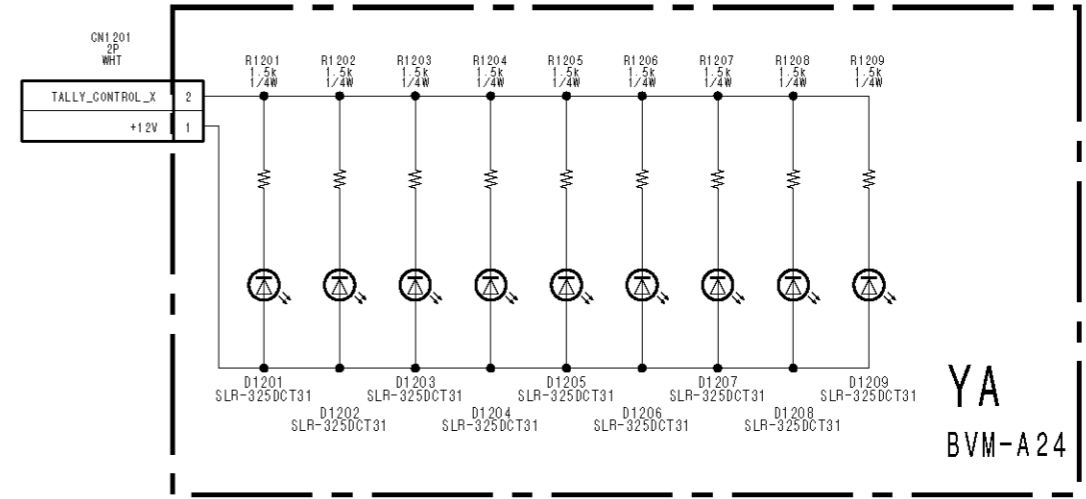 CN1201
2P
WHT
TALLY_CONTROL_X 2
+12V 1
R1201 R1202 R1203 R1204 R1205 R1206 R1207 R1208 R1209
1.5k 1.5k 1.5k 1.5k 1.5k 1.5k 1.5k 1.5k 1.5k
1/4W 1/4W 1/4W 1/4W 1/4W 1/4W 1/4W 1/4W 1/4W
D1201 D1203 D1205 D1207 D1209
SLR-325DCT31 SLR-325DCT31 SLR-325DCT31 SLR-325DCT31 SLR-325DCT31
D1202 D1204 D1206 D1208
SLR-325DCT31 SLR-325DCT31 SLR-325DCT31 SLR-325DCT31
YA
BVM-A24